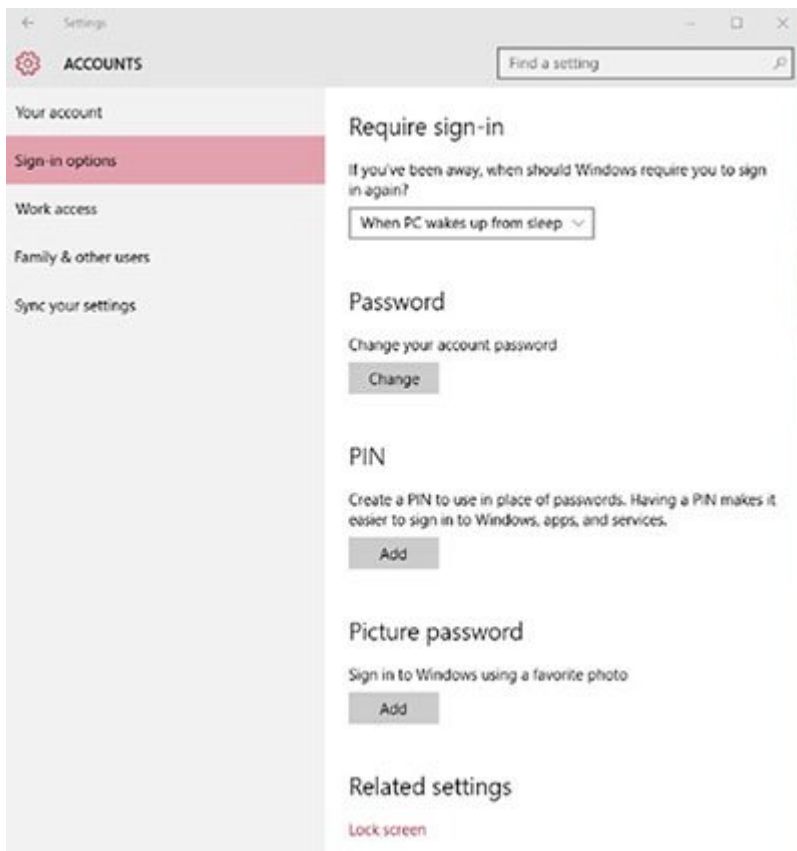 Settings
ACCOUNTS
Find a setting
Your account
Sign-in options
Work access
Family & other users
Sync your settings
Require sign-in
If you've been away, when should Windows require you to sign
in again?
When PC wakes up from sleep
Password
Change your account password
Change
PIN
Create a PIN to use in place of passwords. Having a PIN makes it
easier to sign in to Windows, apps, and services.
Add
Picture password
Sign in to Windows using a favorite photo
Add
Related settings
Lock screen